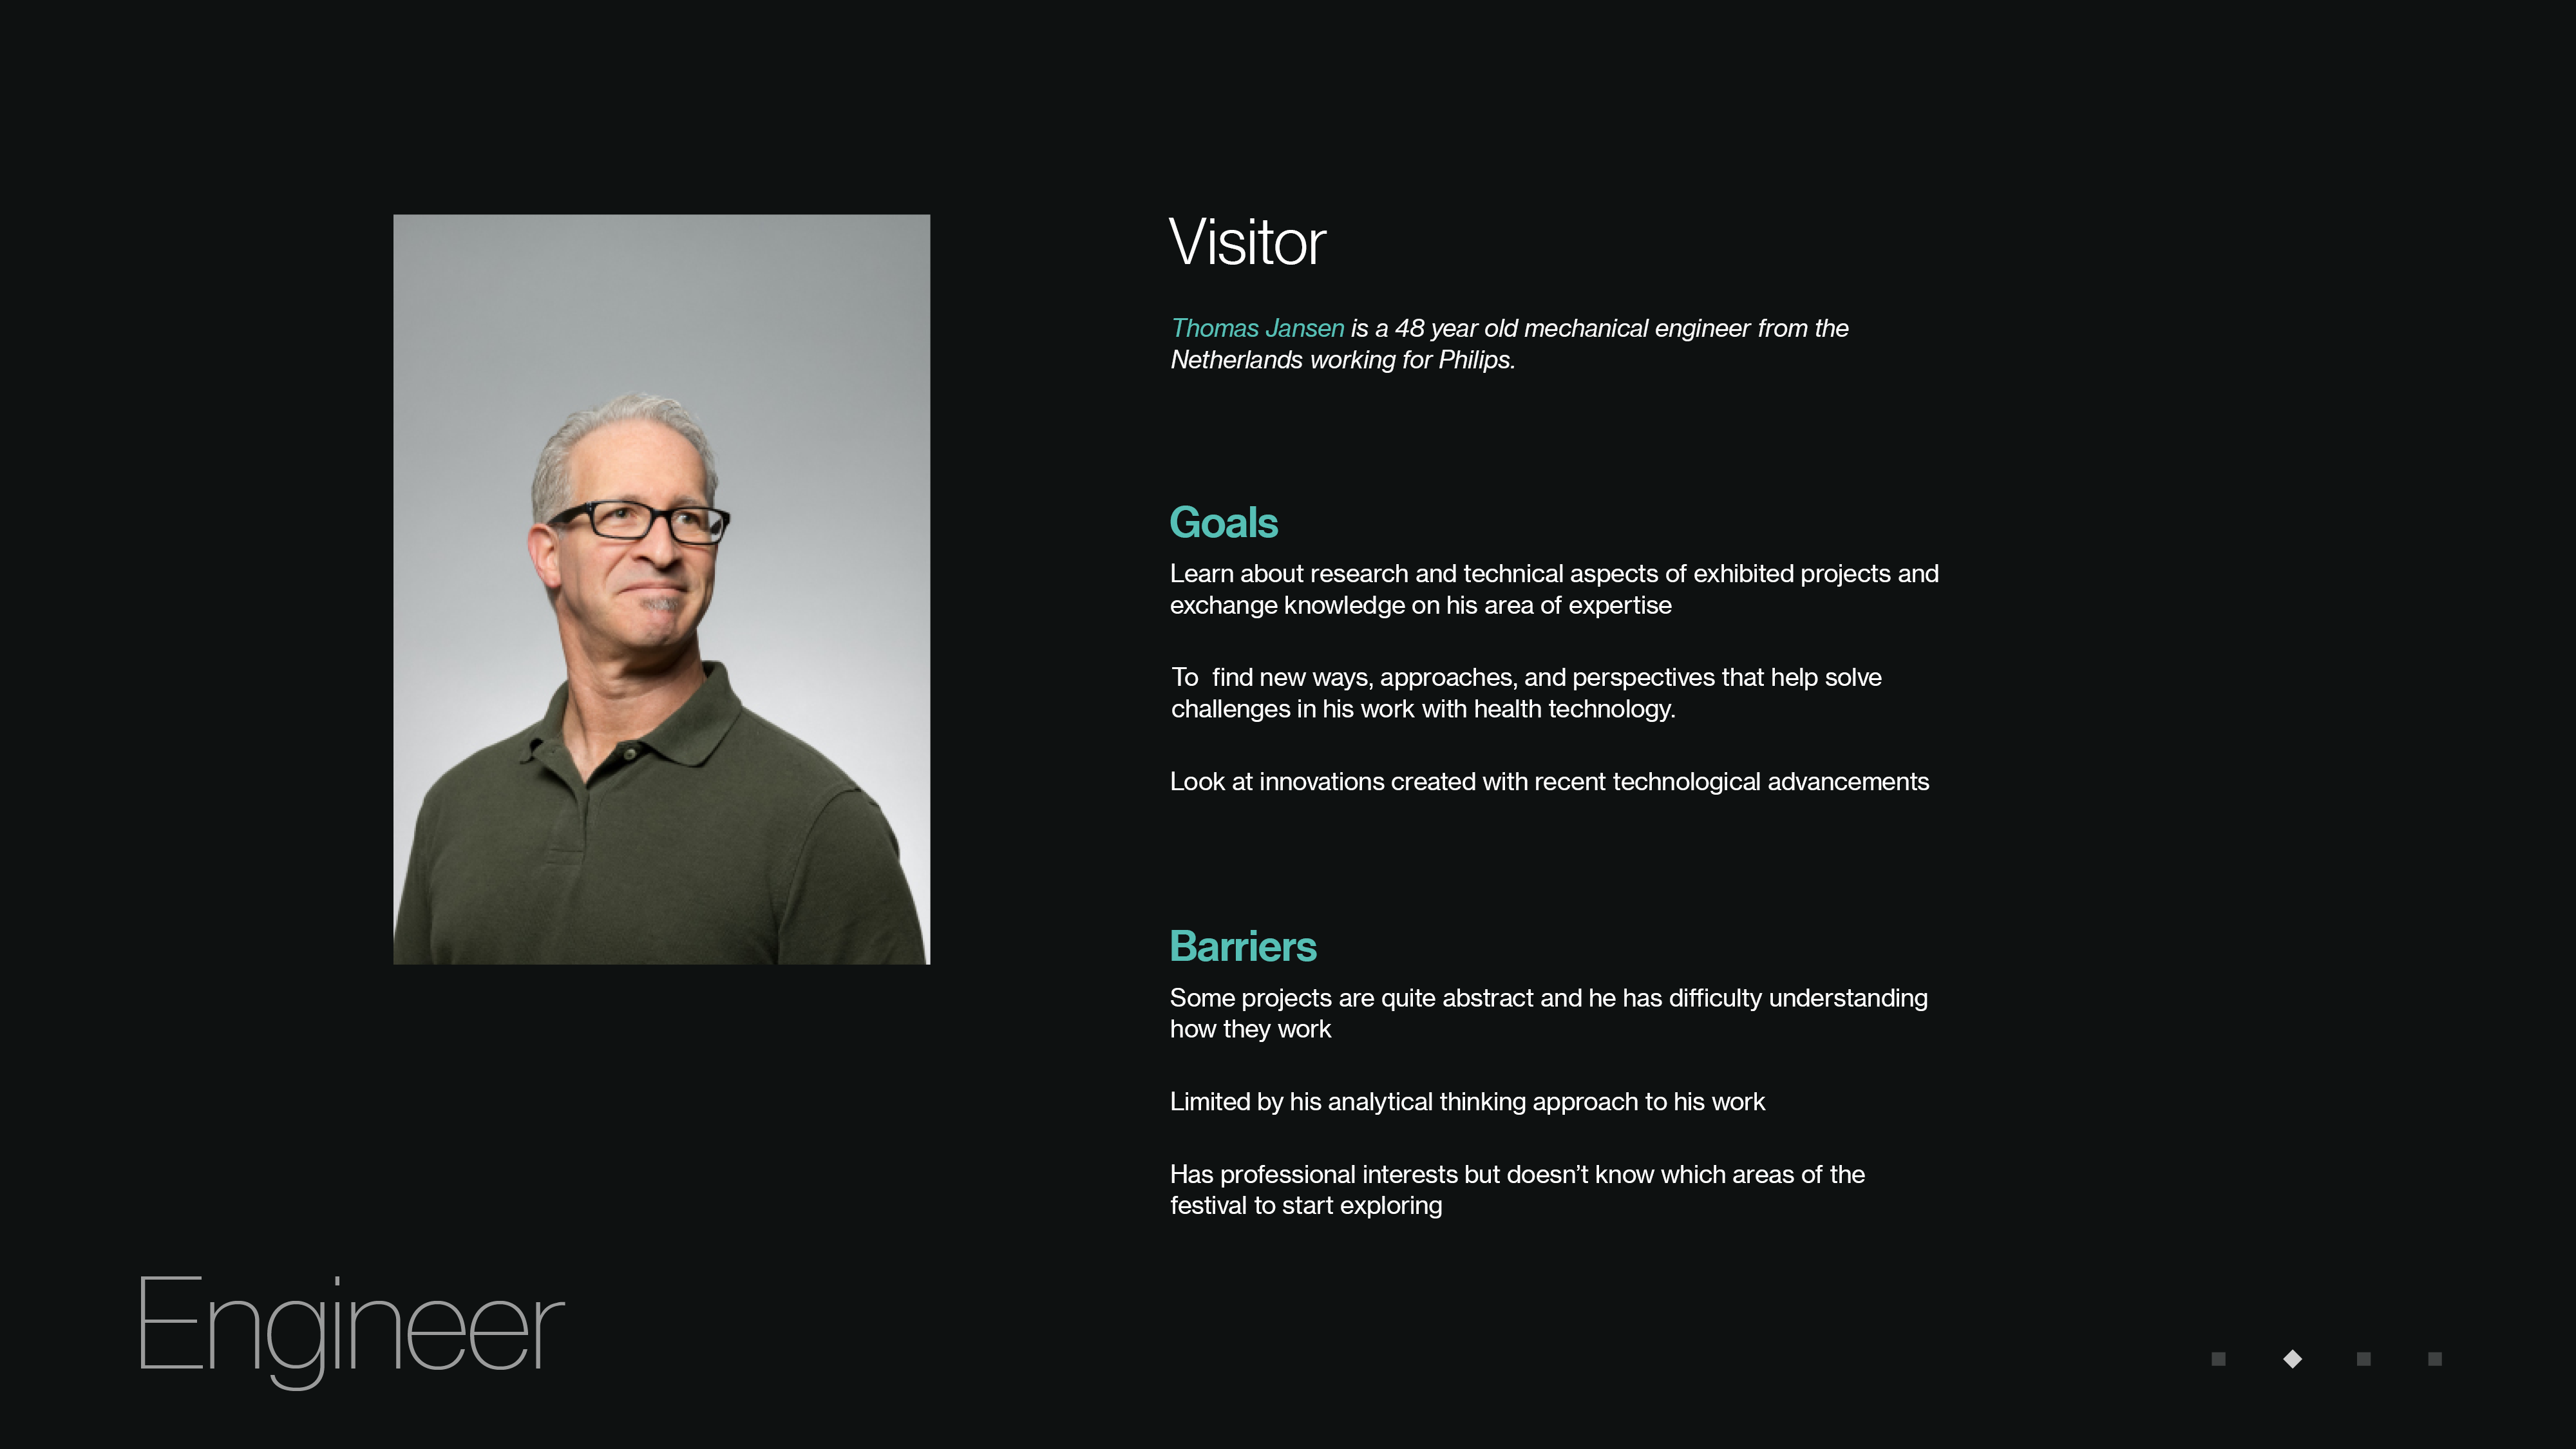 Visitor
Thomas Jansen is a 48 year old mechanical engineer from the
Netherlands working for Philips.
Goals
Learn about research and technical aspects of exhibited projects and
exchange knowledge on his area of expertise
To  find new ways, approaches, and perspectives that help solve
challenges in his work with health technology.
Look at innovations created with recent technological advancements
Barriers
Some projects are quite abstract and he has difficulty understanding
how they work
Limited by his analytical thinking approach to his work
Has professional interests but doesn’t know which areas of the
festival to start exploring
Engineer